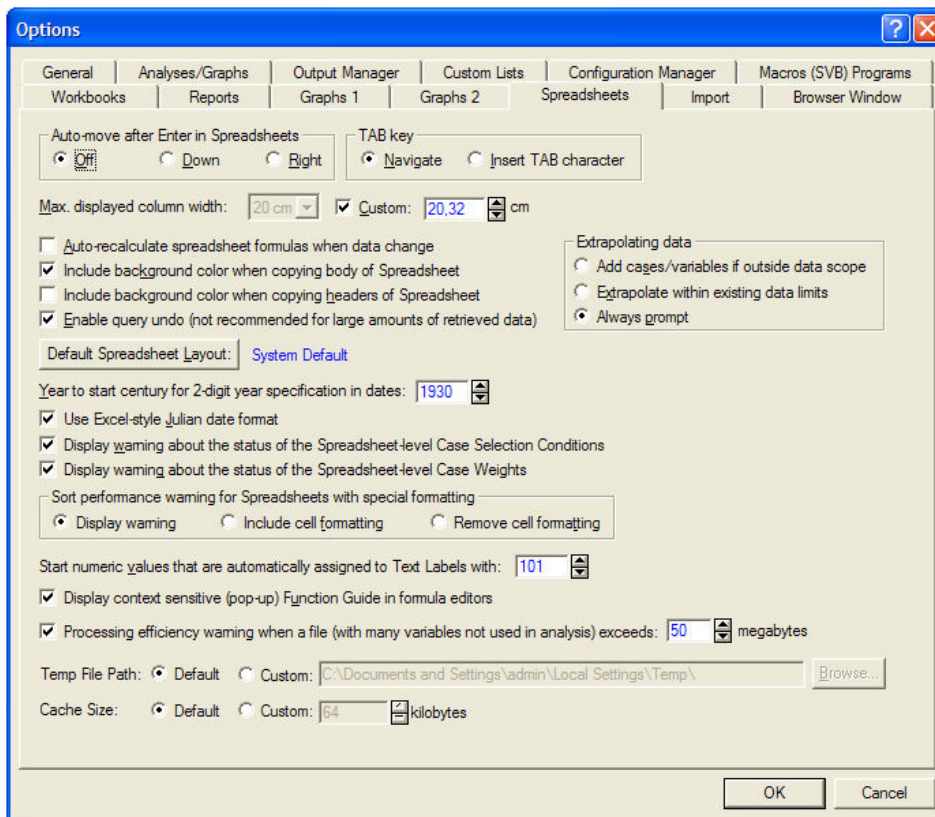 Options
General Analyses/Graphs Output Manager Custom Lists Configuration Manager Macros (SVB) Programs
Workbooks Reports Graphs 1 Graphs 2 Spreadsheets Import Browser Window
Auto-move after Enter in Spreadsheets TAB key
Off Down Right Navigate Insert TAB character
Max. displayed column width: 20 cm Custom: 20,32 cm
Auto-recalculate spreadsheet formulas when data change
Include background color when copying body of Spreadsheet
Include background color when copying headers of Spreadsheet
Enable query undo (not recommended for large amounts of retrieved data)
Extrapolating data
Add cases/variables if outside data scope
Extrapolate within existing data limits
Always prompt
Default Spreadsheet Layout: System Default
Year to start century for 2-digit year specification in dates: 1930
Use Excel-style Julian date format
Display warning about the status of the Spreadsheet-level Case Selection Conditions
Display warning about the status of the Spreadsheet-level Case Weights
Sort performance warning for Spreadsheets with special formatting
Display warning Include cell formatting Remove cell formatting
Start numeric values that are automatically assigned to Text Labels with: 101
Display context sensitive (pop-up) Function Guide in formula editors
Processing efficiency warning when a file (with many variables not used in analysis) exceeds: 50 megabytes
Temp File Path: Default Custom: C:\Documents and Settings\admin\Local Settings\Temp\ Browse...
Cache Size: Default Custom: 64 kilobytes
OK Cancel